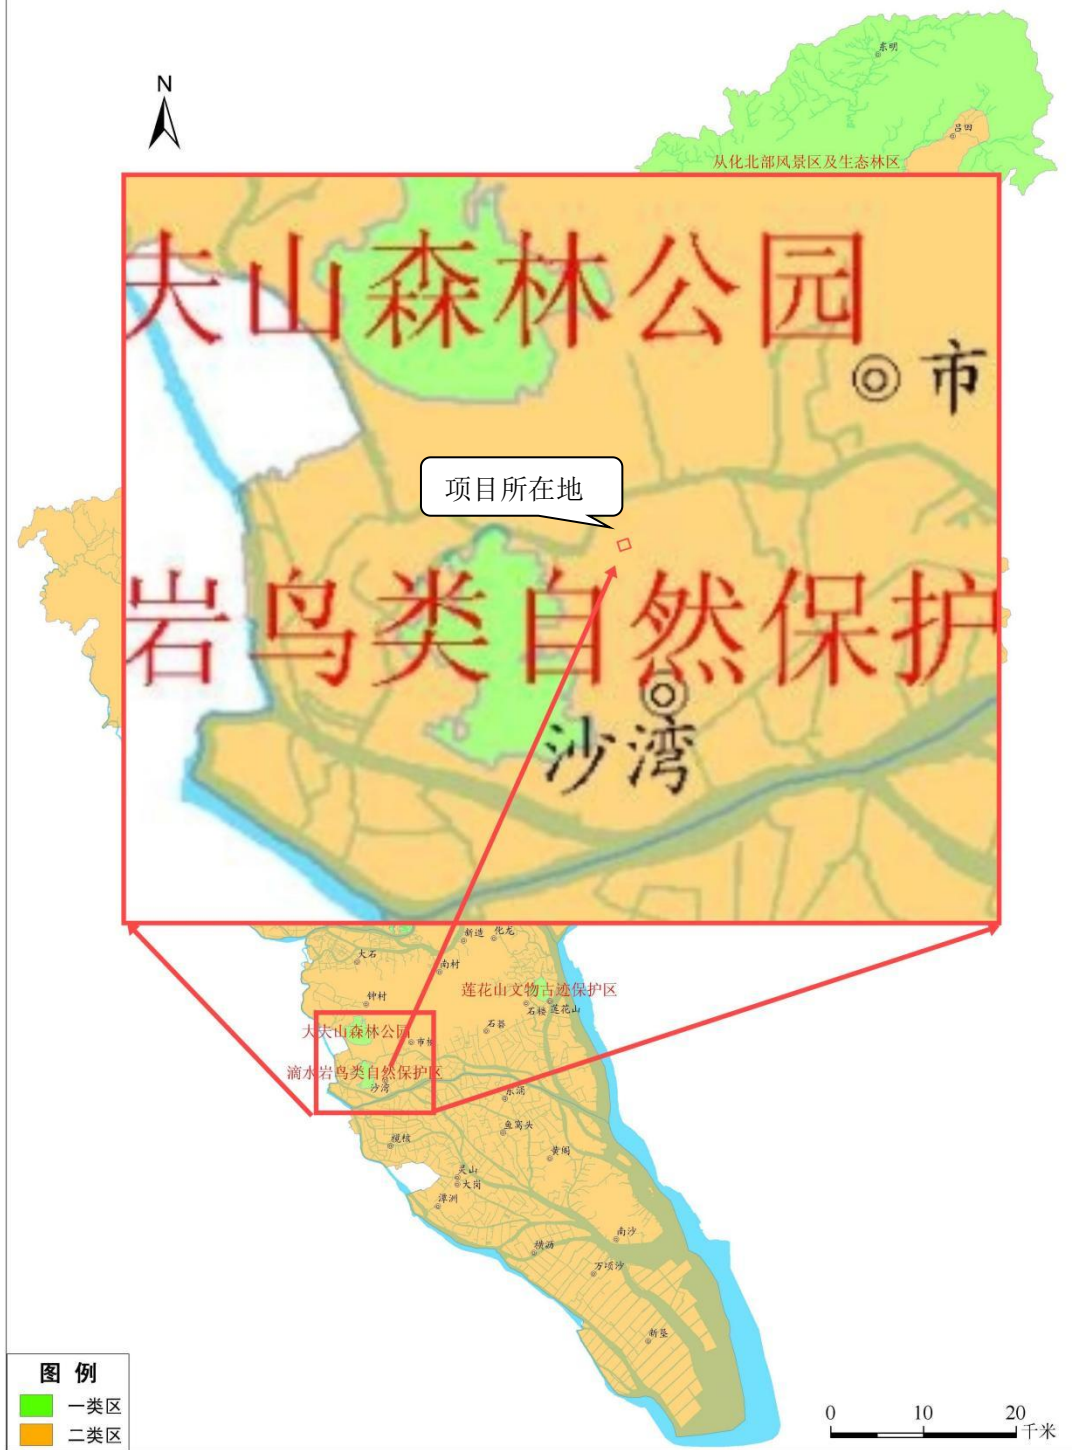 东明
吕田
从化北部风景区及生态林区
N
夫山森林公园
市
项目所在地
岩鸟类自然保护
沙湾
新造
化龙
大石
南村
钟村
莲花山文物古迹保护区
石楼
莲花山
石碁
大夫山森林公园
市桥
滴水岩鸟类自然保护区
沙湾
东涌
鱼窝头
榄核
黄阁
灵山
大岗
潭洲
南沙
横沥
万顷沙
新垦
图 例
一类区
二类区
0 10 20
千米